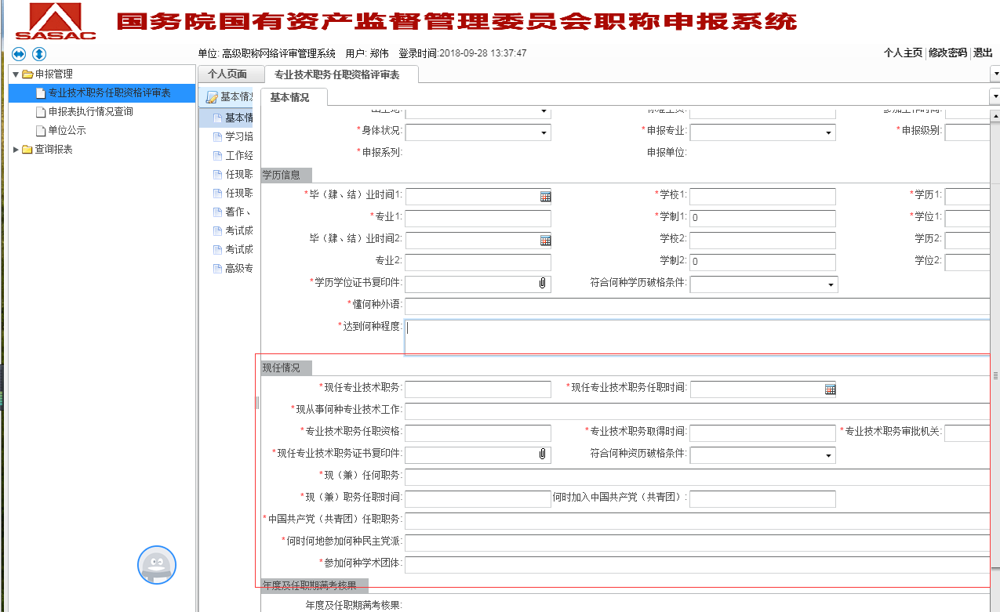 SASAC
国务院国有资产监督管理委员会职称申报系统
单位: 高级职称网络评审管理系统 用户: 郑伟 登录时间:2018-09-28 13:37:47
个人主页 修改密码 退出
申报管理
专业技术职务任职资格评审表
申报表执行情况查询
单位公示
查询报表
个人页面
专业技术职务任职资格评审表
基本情
基本情
学习培
工作经
任现职
任现职
著作、
考试成
考试成
高级专
基本情况
*身体状况: *申报专业: *申报级别:
*申报系列: 申报单位:
学历信息
*毕（肄、结）业时间1: *学校1: *学历1:
*专业1: *学制1: 0 *学位1:
毕（肄、结）业时间2: 学校2: 学历2:
专业2: 学制2: 0 学位2:
*学历学位证书复印件: 符合何种学历破格条件:
*懂何种外语:
*达到何种程度:
现任情况
*现任专业技术职务: *现任专业技术职务任职时间:
*现从事何种专业技术工作:
*专业技术职务任职资格: *专业技术职务取得时间: *专业技术职务审批机关:
*现任专业技术职务证书复印件: 符合何种资历破格条件:
*现（兼）任何职务:
*现（兼）职务任职时间: 何时加入中国共产党（共青团）:
*中国共产党（共青团）任职职务:
*何时何地参加何种民主党派:
*参加何种学术团体:
年度及任职期满考核果
年度及任职期满考核果: